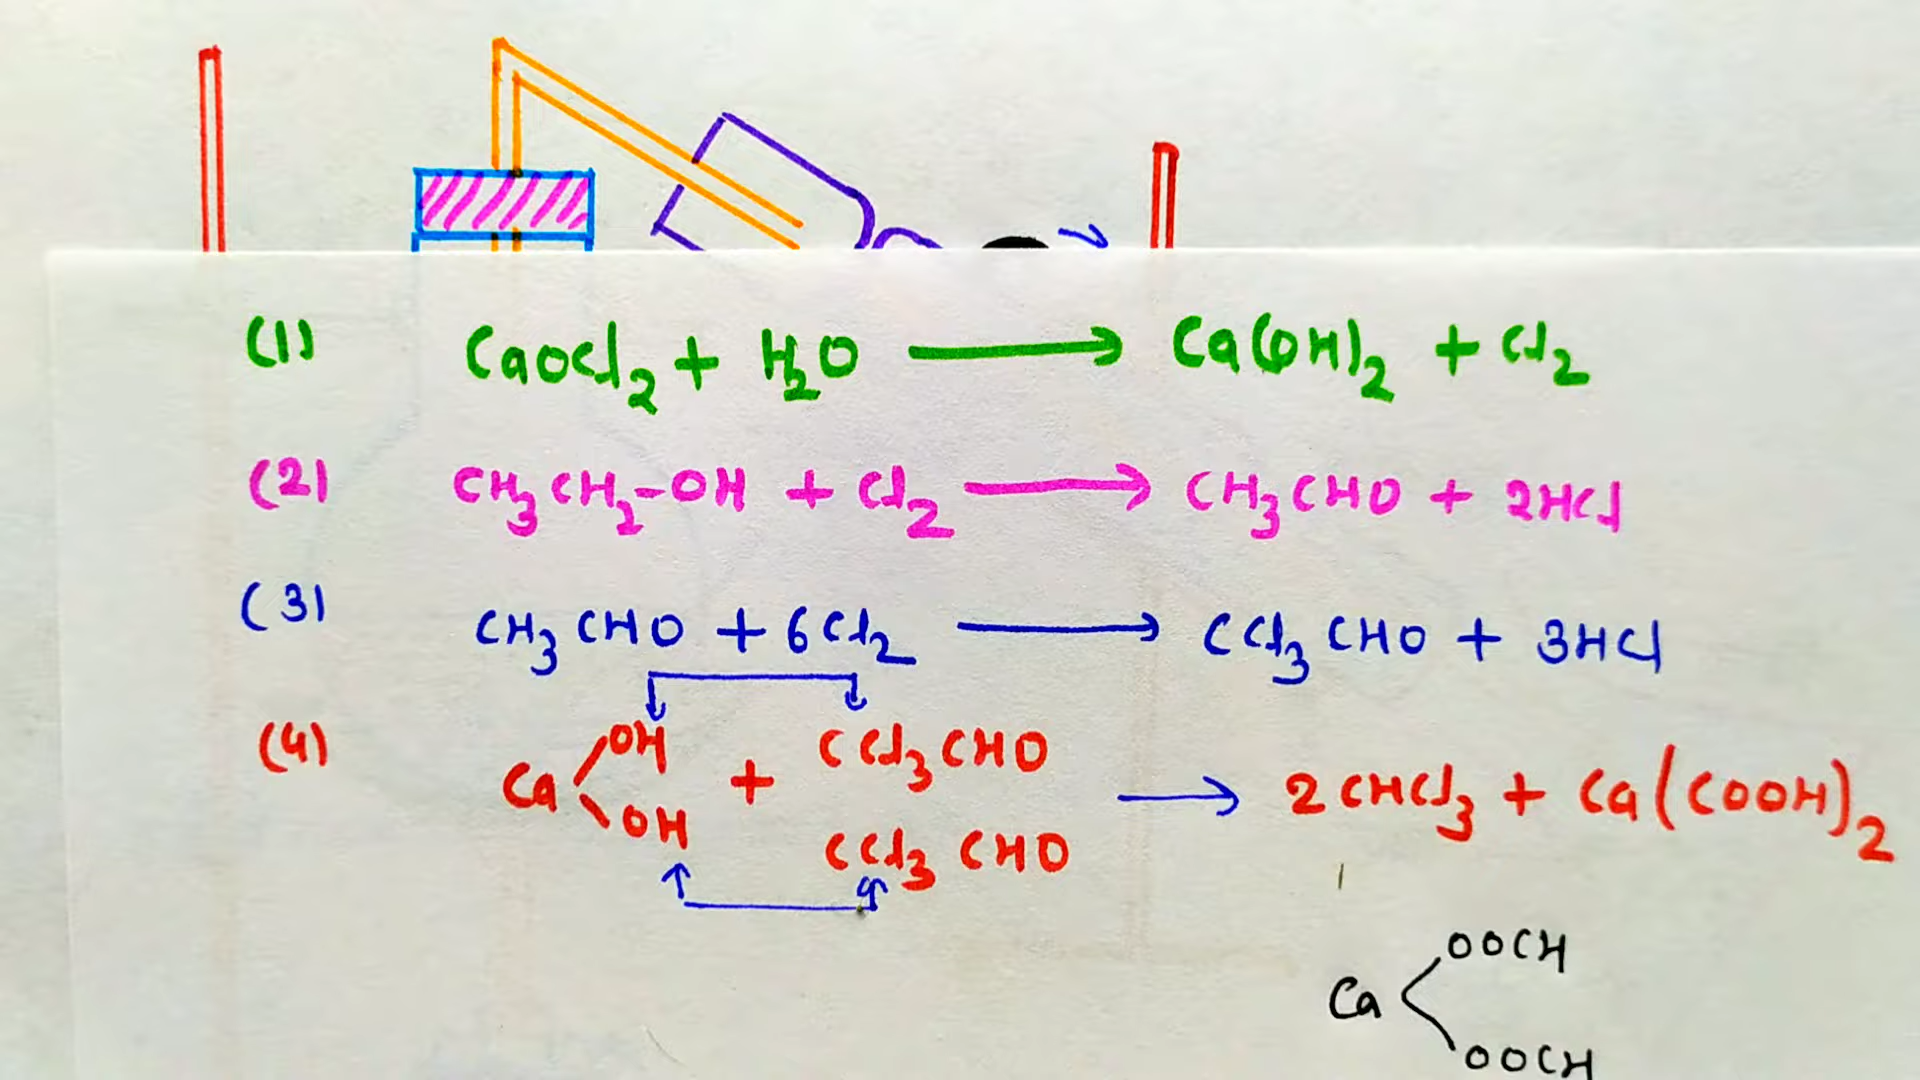 (1) CaOCl2 + H2O ⟶ Ca(OH)2 + Cl2
(2) CH3CH2-OH + Cl2 ⟶ CH3CHO + 2HCl
(3) CH3CHO + 6Cl2 ⟶ CCl3CHO + 3HCl
(4) Ca OH OH + CCl3CHO CCl3CHO → 2CHCl3 + Ca(COOH)2
Ca OOCH OOCH